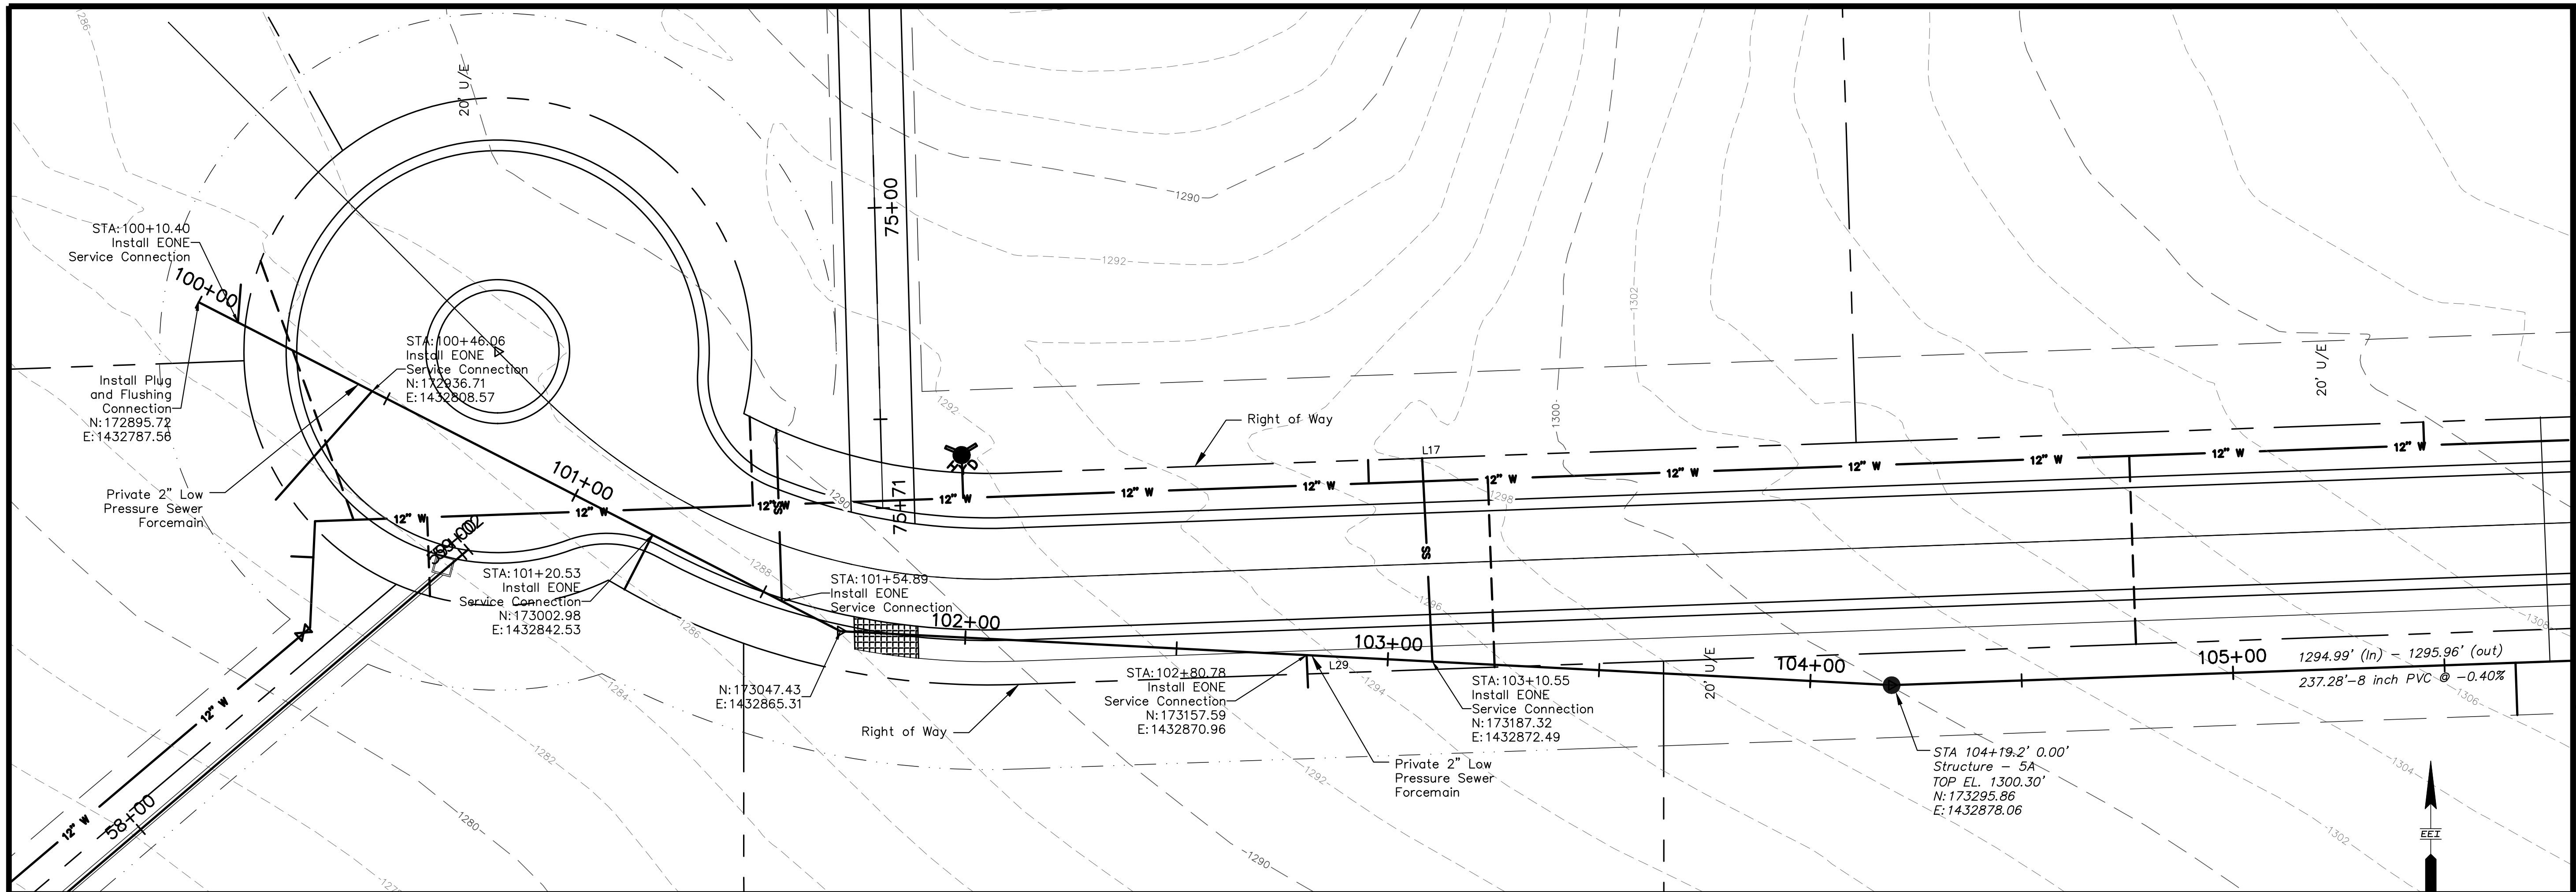 1286
20' U/E
75+00
1290
1292
1302
STA:100+10.40
Install EONE
Service Connection
100+00
STA:100+46.06
Install EONE
Service Connection
N:172936.71
E:1432808.57
Install Plug
and Flushing
Connection
N:172895.72
E:1432787.56
Private 2" Low
Pressure Sewer
Forcemain
101+00
1292
1300
Right of Way
20' U/E
L17
HYD
75+71
1290
1298
12" W
12" W
12" W
SS
12" W
12" W
12" W
12" W
12" W
12" W
12" W
12" W
12" W
STA:101+20.53
Install EONE
Service Connection
N:173002.98
E:1432842.53
1288
STA:101+54.89
Install EONE
Service Connection
SS
1296
1286
102+00
103+00
L29
104+00
105+00
1308
1294.99' (In) – 1295.96' (out)
237.28'–8 inch PVC @ –0.40%
1306
N:173047.43
E:1432865.31
STA:102+80.78
Install EONE
Service Connection
N:173157.59
E:1432870.96
STA:103+10.55
Install EONE
Service Connection
N:173187.32
E:1432872.49
20' U/E
1284
1294
12" W
Right of Way
1282
1292
Private 2" Low
Pressure Sewer
Forcemain
STA 104+19.2' 0.00'
Structure – 5A
TOP EL. 1300.30'
N:173295.86
E:1432878.06
1304
58+00
12" W
1280
1290
1302
EEI